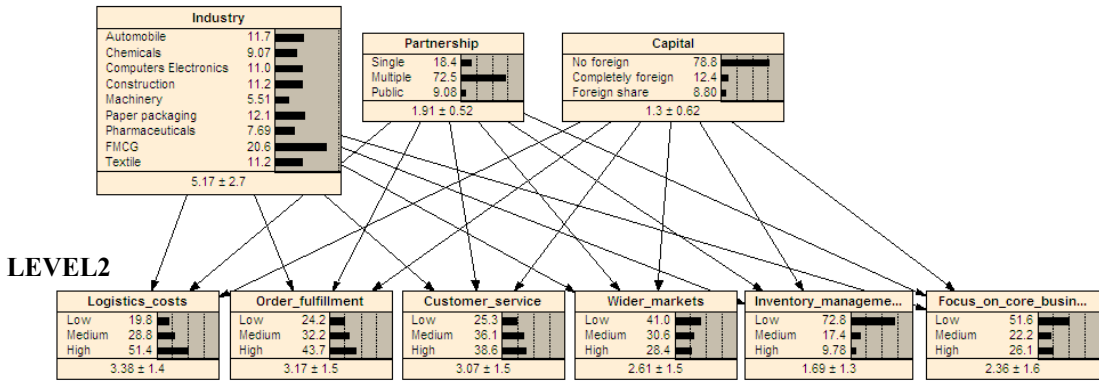 Industry
Automobile 11.7
Chemicals 9.07
Computers Electronics 11.0
Construction 11.2
Machinery 5.51
Paper packaging 12.1
Pharmaceuticals 7.69
FMCG 20.6
Textile 11.2
5.17 ± 2.7
Partnership
Single 18.4
Multiple 72.5
Public 9.08
1.91 ± 0.52
Capital
No foreign 78.8
Completely foreign 12.4
Foreign share 8.80
1.3 ± 0.62
LEVEL2
Logistics_costs
Low 19.8
Medium 28.8
High 51.4
3.38 ± 1.4
Order_fulfillment
Low 24.2
Medium 32.2
High 43.7
3.17 ± 1.5
Customer_service
Low 25.3
Medium 36.1
High 38.6
3.07 ± 1.5
Wider_markets
Low 41.0
Medium 30.6
High 28.4
2.61 ± 1.5
Inventory_manageme...
Low 72.8
Medium 17.4
High 9.78
1.69 ± 1.3
Focus_on_core_busin...
Low 51.6
Medium 22.2
High 26.1
2.36 ± 1.6